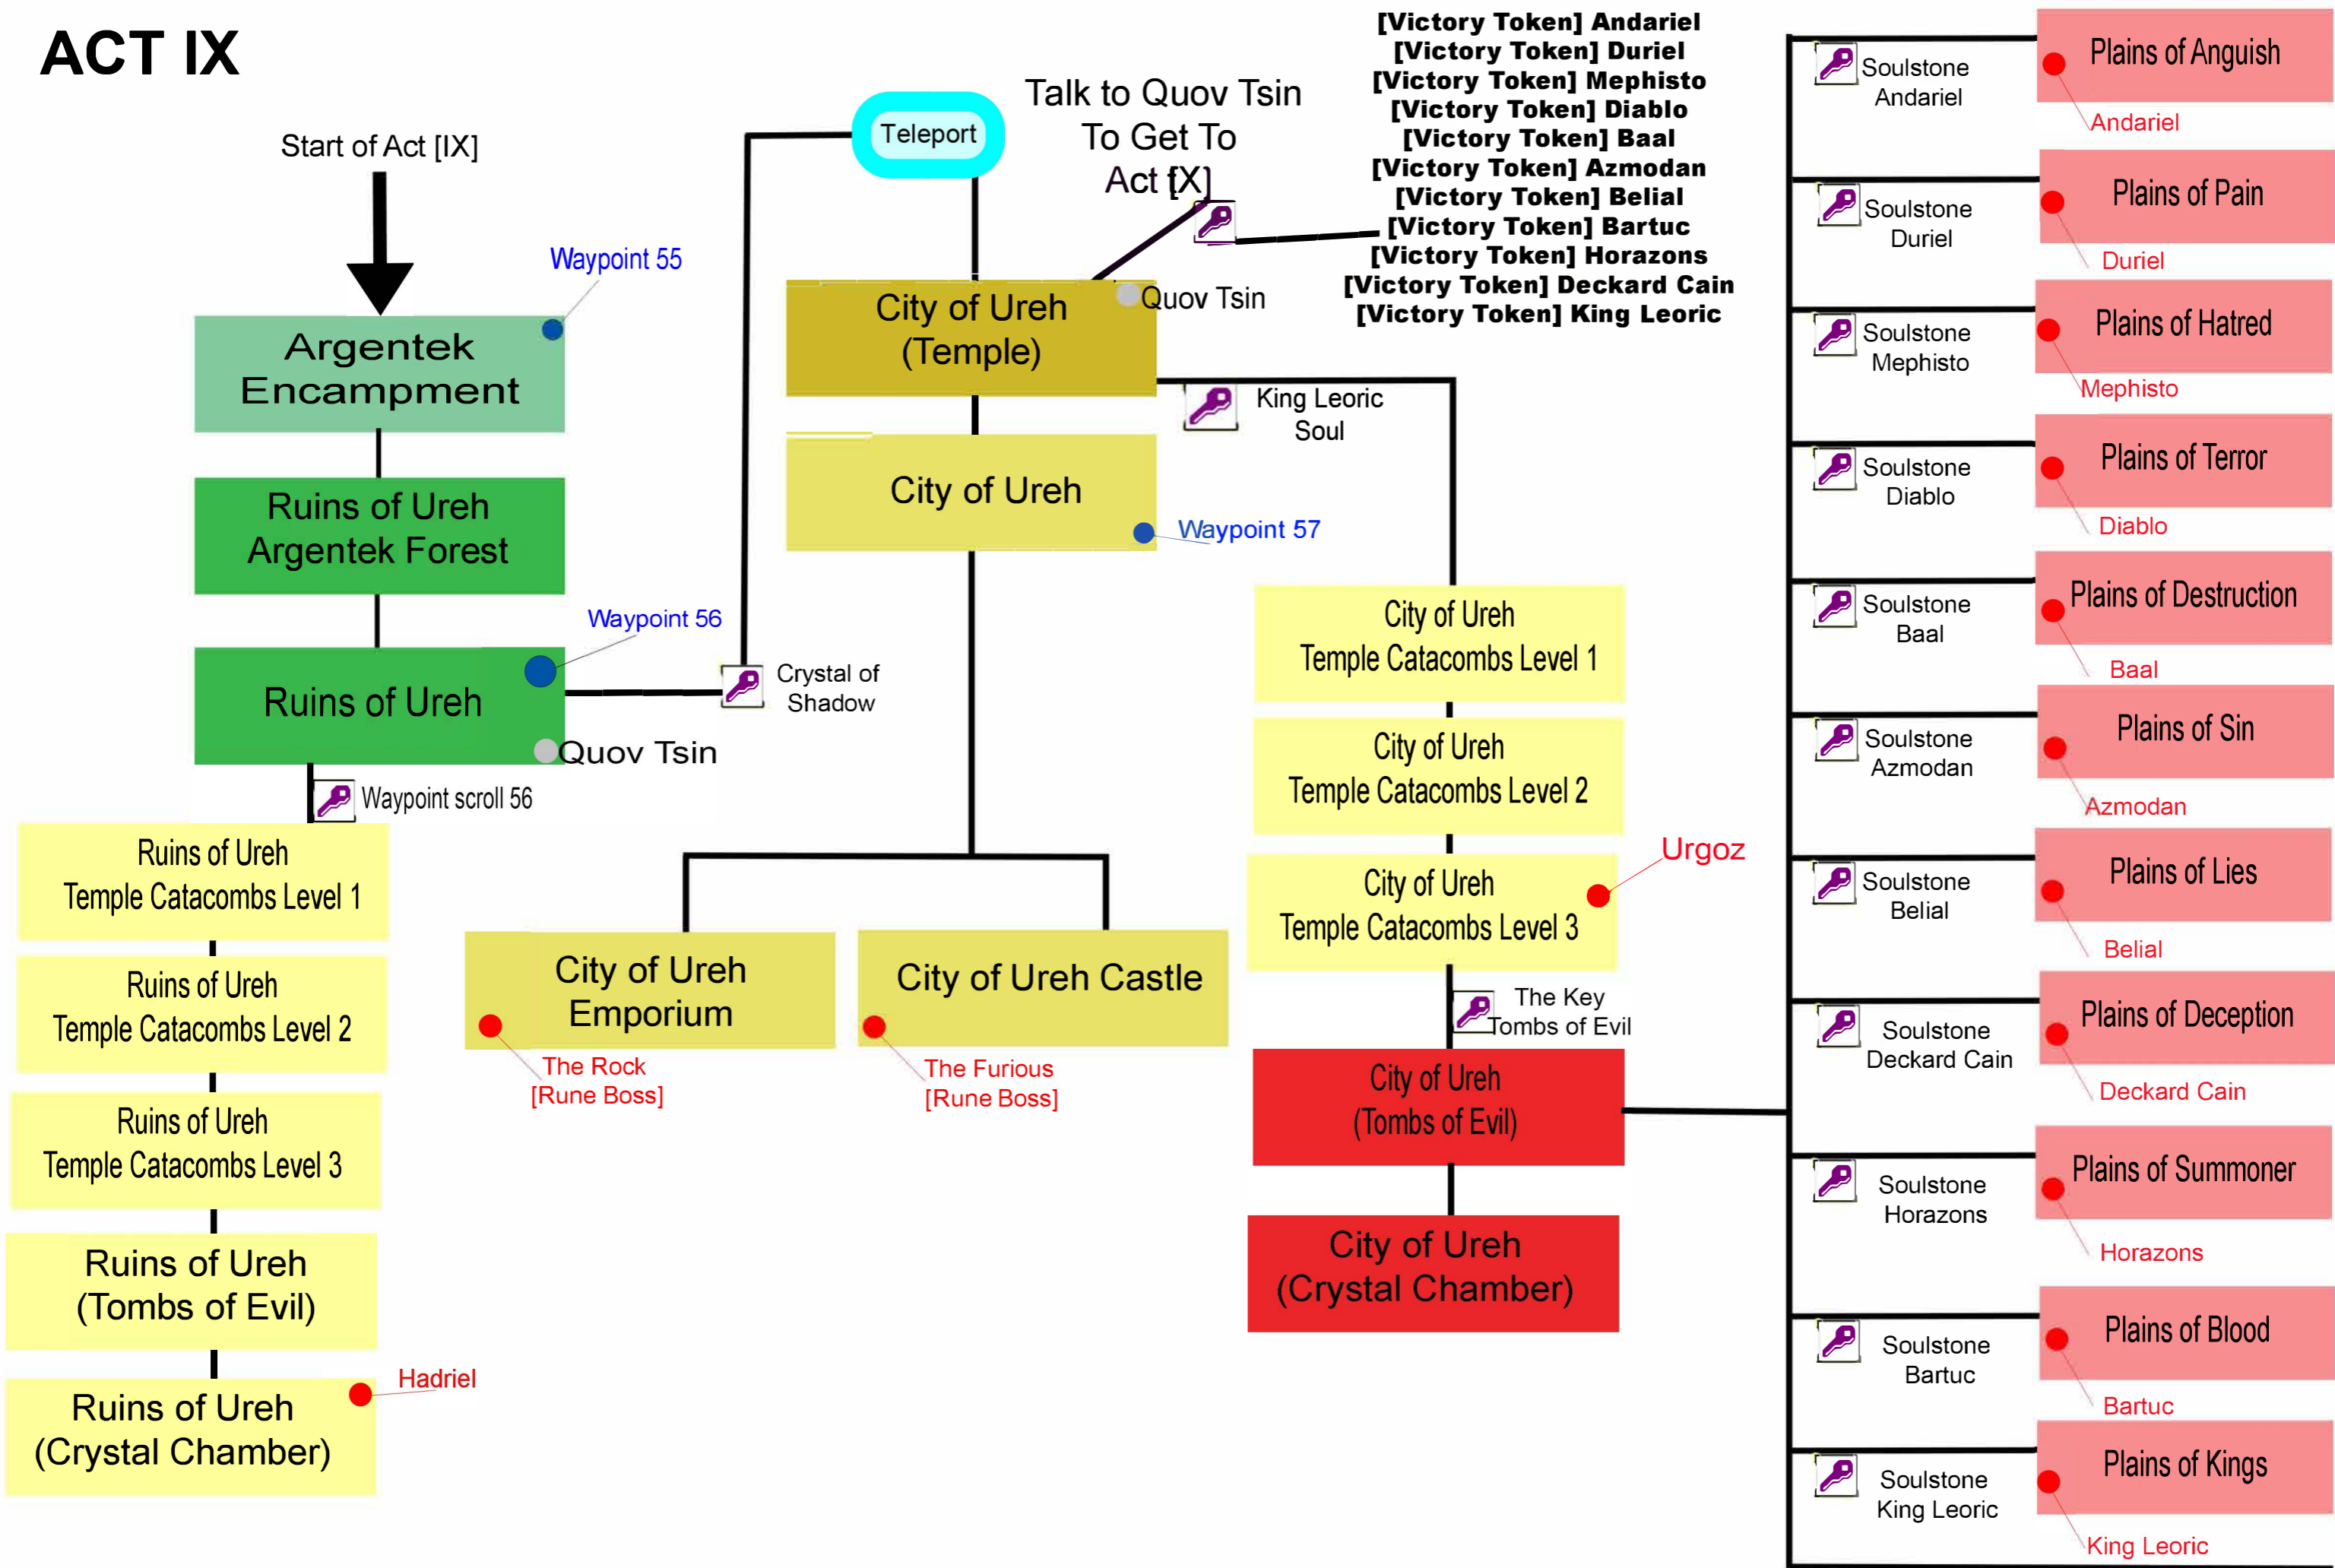 ACT IX
Start of Act [IX]
Waypoint 55
Argentek
Encampment
Ruins of Ureh
Argentek Forest
Waypoint 56
Ruins of Ureh
Quov Tsin
Waypoint scroll 56
Crystal of
Shadow
Ruins of Ureh
Temple Catacombs Level 1
Ruins of Ureh
Temple Catacombs Level 2
Ruins of Ureh
Temple Catacombs Level 3
Ruins of Ureh
(Tombs of Evil)
Ruins of Ureh
(Crystal Chamber)
Hadriel
Teleport
Talk to Quov Tsin
To Get To
Act [X]
[Victory Token] Andariel
[Victory Token] Duriel
[Victory Token] Mephisto
[Victory Token] Diablo
[Victory Token] Baal
[Victory Token] Azmodan
[Victory Token] Belial
[Victory Token] Bartuc
[Victory Token] Horazons
[Victory Token] Deckard Cain
[Victory Token] King Leoric
City of Ureh
(Temple)
Quov Tsin
King Leoric
Soul
City of Ureh
Waypoint 57
City of Ureh
Emporium
The Rock
[Rune Boss]
City of Ureh Castle
The Furious
[Rune Boss]
City of Ureh
Temple Catacombs Level 1
City of Ureh
Temple Catacombs Level 2
City of Ureh
Temple Catacombs Level 3
Urgoz
The Key
Tombs of Evil
City of Ureh
(Tombs of Evil)
City of Ureh
(Crystal Chamber)
Soulstone
Andariel
Plains of Anguish
Andariel
Soulstone
Duriel
Plains of Pain
Duriel
Soulstone
Mephisto
Plains of Hatred
Mephisto
Soulstone
Diablo
Plains of Terror
Diablo
Soulstone
Baal
Plains of Destruction
Baal
Soulstone
Azmodan
Plains of Sin
Azmodan
Soulstone
Belial
Plains of Lies
Belial
Soulstone
Deckard Cain
Plains of Deception
Deckard Cain
Soulstone
Horazons
Plains of Summoner
Horazons
Soulstone
Bartuc
Plains of Blood
Bartuc
Soulstone
King Leoric
Plains of Kings
King Leoric